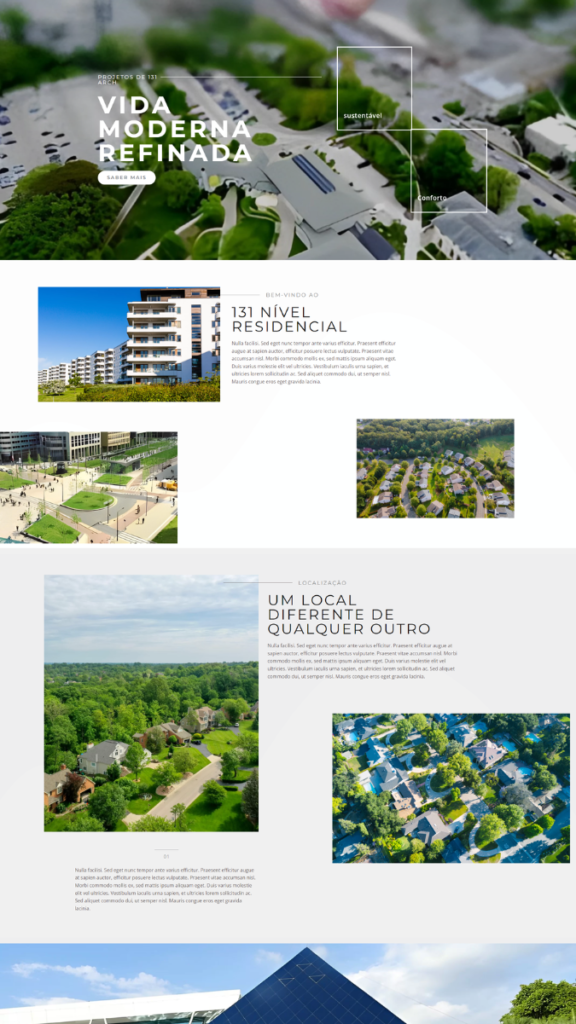 PROJETOS DE 131
ARCH
VIDA
MODERNA
REFINADA
SABER MAIS
sustentável
Conforto
BEM-VINDO AO
131 NÍVEL
RESIDENCIAL
Nulla facilisi. Sed eget nunc tempor ante varius efficitur. Praesent efficitur
augue at sapien auctor, efficitur posuere lectus vulputate. Praesent vitae
accumsan nisl. Morbi commodo mollis ex, sed mattis ipsum aliquam eget.
Duis varius molestie elit vel ultricies. Vestibulum iaculis urna sapien, et
ultricies lorem sollicitudin ac. Sed aliquet commodo dui, ut semper nisl.
Mauris congue eros eget gravida lacinia.
LOCALIZAÇÃO
UM LOCAL
DIFERENTE DE
QUALQUER OUTRO
Nulla facilisi. Sed eget nunc tempor ante varius efficitur. Praesent efficitur augue at
sapien auctor, efficitur posuere lectus vulputate. Praesent vitae accumsan nisl. Morbi
commodo mollis ex, sed mattis ipsum aliquam eget. Duis varius molestie elit vel
ultricies. Vestibulum iaculis urna sapien, et ultricies lorem sollicitudin ac. Sed aliquet
commodo dui, ut semper nisl. Mauris congue eros eget gravida lacinia.
Nulla facilisi. Sed eget nunc tempor ante varius efficitur. Praesent efficitur augue
at sapien auctor, efficitur posuere lectus vulputate. Praesent vitae accumsan nisl.
Morbi commodo mollis ex, sed mattis ipsum aliquam eget. Duis varius molestie
elit vel ultricies. Vestibulum iaculis urna sapien, et ultricies lorem sollicitudin ac.
Sed aliquet commodo dui, ut semper nisl. Mauris congue eros eget gravida
lacinia.